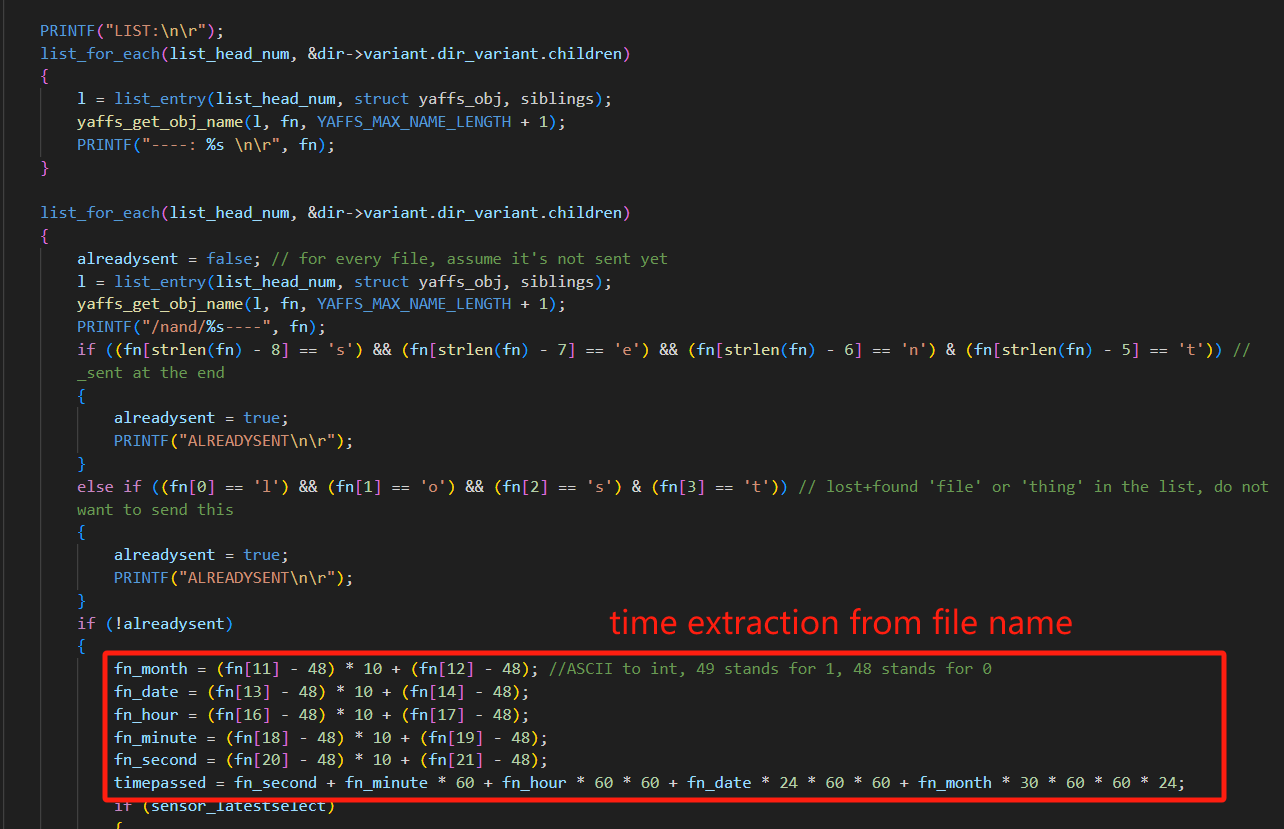 PRINTF("LIST:\n\r");
list_for_each(list_head_num, &dir->variant.dir_variant.children)
{
l = list_entry(list_head_num, struct yaffs_obj, siblings);
yaffs_get_obj_name(l, fn, YAFFS_MAX_NAME_LENGTH + 1);
PRINTF("----: %s \n\r", fn);
}
list_for_each(list_head_num, &dir->variant.dir_variant.children)
{
alreadysent = false; // for every file, assume it's not sent yet
l = list_entry(list_head_num, struct yaffs_obj, siblings);
yaffs_get_obj_name(l, fn, YAFFS_MAX_NAME_LENGTH + 1);
PRINTF("/nand/%s----", fn);
if ((fn[strlen(fn) - 8] == 's') && (fn[strlen(fn) - 7] == 'e') && (fn[strlen(fn) - 6] == 'n') & (fn[strlen(fn) - 5] == 't')) //
_sent at the end
{
alreadysent = true;
PRINTF("ALREADYSENT\n\r");
}
else if ((fn[0] == 'l') && (fn[1] == 'o') && (fn[2] == 's') & (fn[3] == 't')) // lost+found 'file' or 'thing' in the list, do not
want to send this
{
alreadysent = true;
PRINTF("ALREADYSENT\n\r");
}
if (!alreadysent)
time extraction from file name
{
fn_month = (fn[11] - 48) * 10 + (fn[12] - 48); //ASCII to int, 49 stands for 1, 48 stands for 0
fn_date = (fn[13] - 48) * 10 + (fn[14] - 48);
fn_hour = (fn[16] - 48) * 10 + (fn[17] - 48);
fn_minute = (fn[18] - 48) * 10 + (fn[19] - 48);
fn_second = (fn[20] - 48) * 10 + (fn[21] - 48);
timepassed = fn_second + fn_minute * 60 + fn_hour * 60 * 60 + fn_date * 24 * 60 * 60 + fn_month * 30 * 60 * 60 * 24;
if (sensor_latestselect)
{